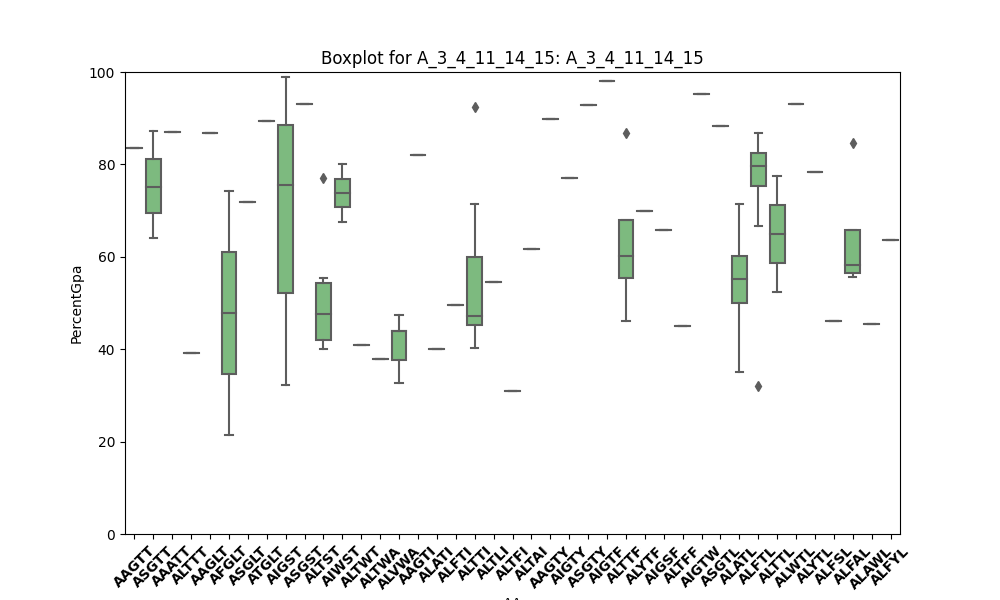 Boxplot for A_3_4_11_14_15: A_3_4_11_14_15
100
80
60
40
20
0
PercentGpa
AAGTT ASGTT AAATT ALTTT AAGLT AFGLT ASGLT ATGLT AIGST ASGST ALTST AIWST ALTWT ALTWA ALVWA AAGTI ALATI ALFTI ALTTI ALTLI ALTFI ALTAI AAGTY AIGTY ASGTY AIGTF ALTTF ALYTF AIGSF ALTFF AIGTW ASGTL ALATL ALFTL ALTTL ALWTL ALYTL ALFSL ALFAL ALAWL ALFYL